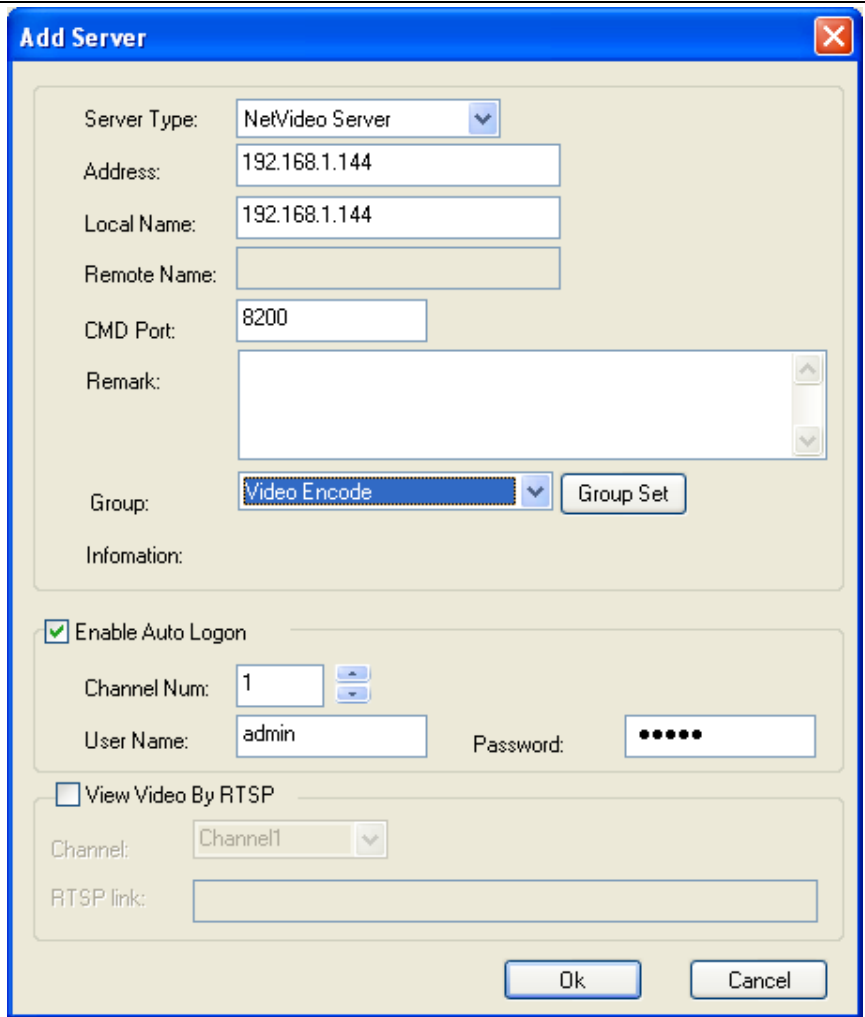 Add Server
Server Type: NetVideo Server
Address: 192.168.1.144
Local Name: 192.168.1.144
Remote Name:
CMD Port: 8200
Remark:
Group: Video Encode Group Set
Infomation:
Enable Auto Logon
Channel Num: 1
User Name: admin Password: •••••
View Video By RTSP
Channel: Channel1
RTSP link:
Ok Cancel